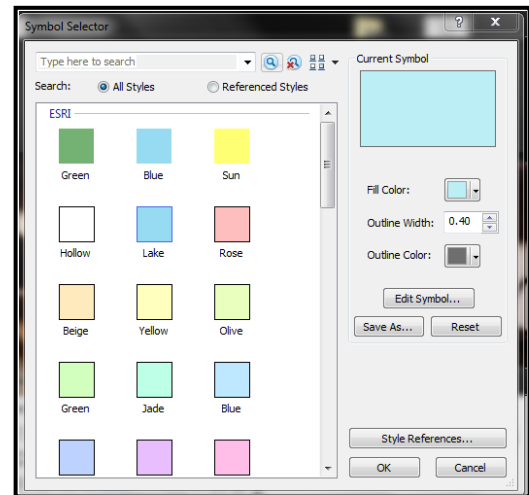 Symbol Selector
Type here to search
Search: All Styles Referenced Styles
ESRI
Green Blue Sun
Hollow Lake Rose
Beige Yellow Olive
Green Jade Blue
Current Symbol
Fill Color:
Outline Width: 0.40
Outline Color:
Edit Symbol...
Save As... Reset
Style References...
OK Cancel